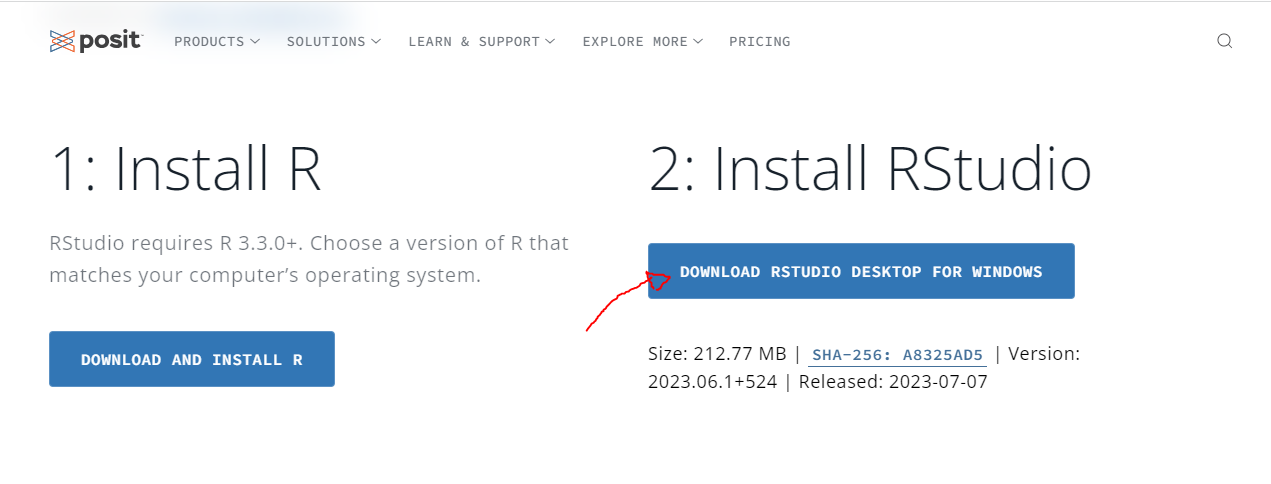 posit
PRODUCTS
SOLUTIONS
LEARN & SUPPORT
EXPLORE MORE
PRICING
1: Install R
RStudio requires R 3.3.0+. Choose a version of R that
matches your computer’s operating system.
DOWNLOAD AND INSTALL R
2: Install RStudio
DOWNLOAD RSTUDIO DESKTOP FOR WINDOWS
Size: 212.77 MB | SHA-256: A8325AD5 | Version:
2023.06.1+524 | Released: 2023-07-07